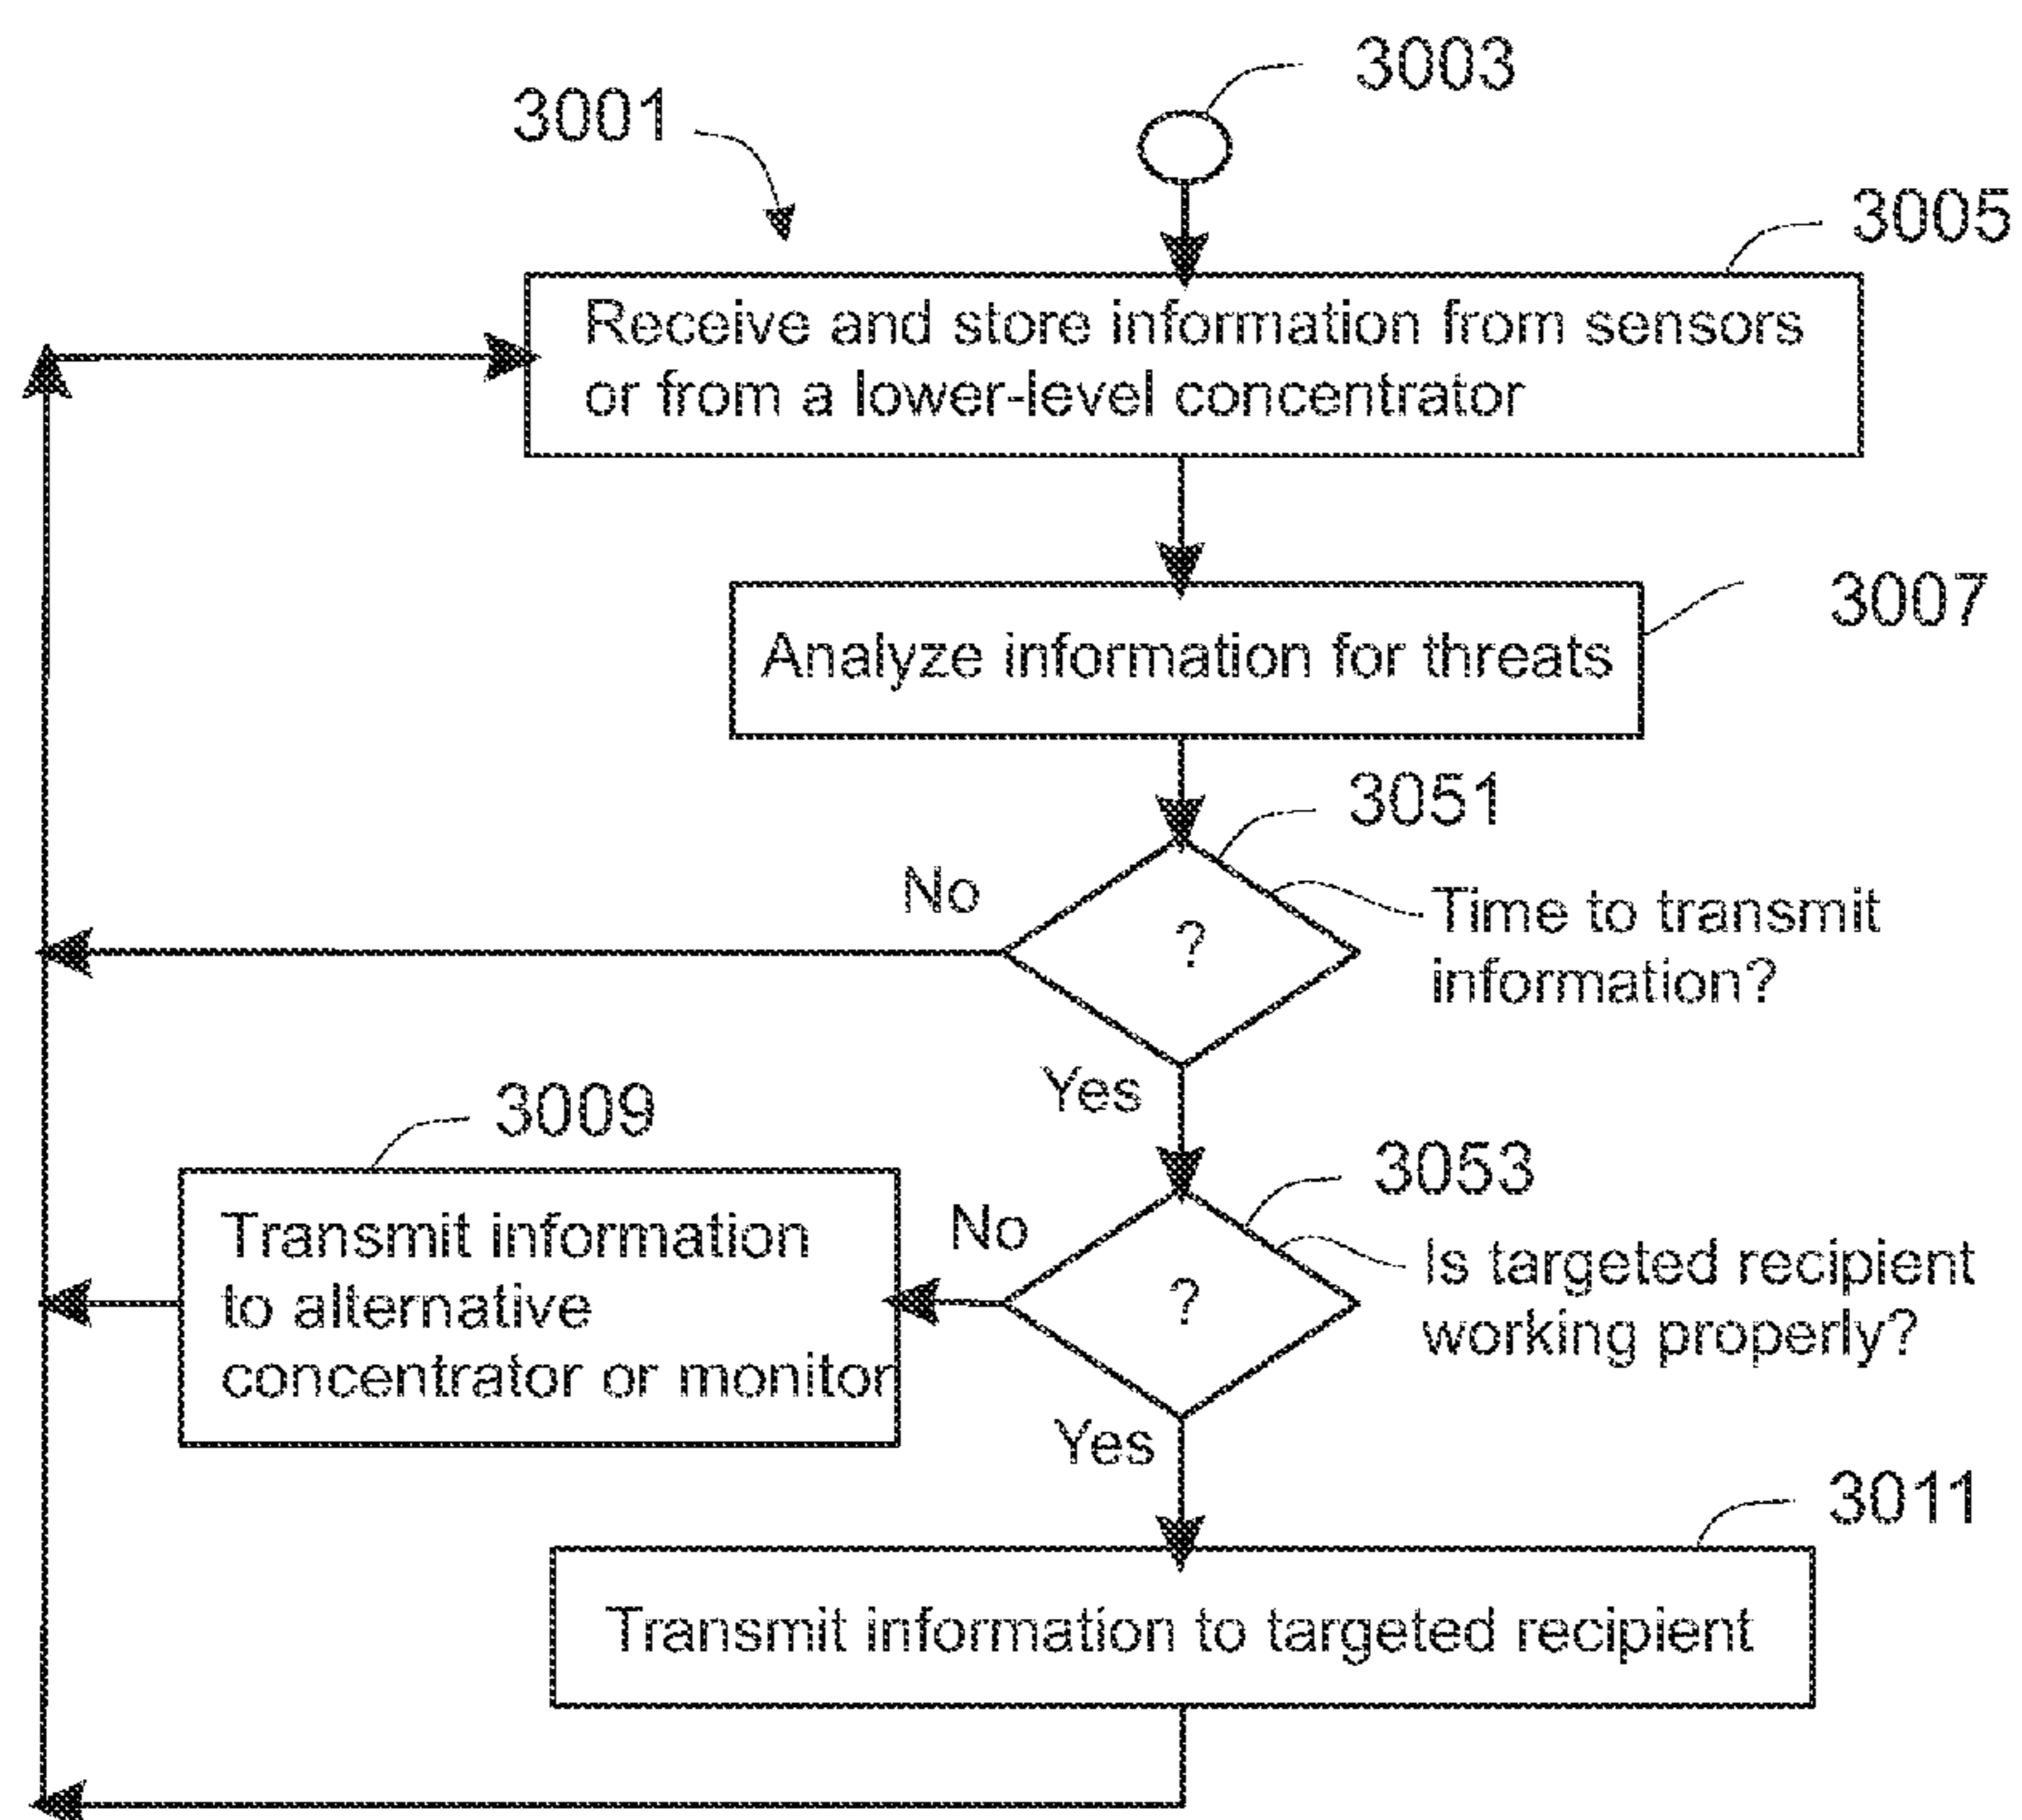 3003
3001
3005
Receive and store information from sensors
or from a lower-level concentrator
3007
Analyze information for threats
3051
No
?
Time to transmit
information?
Yes
3009
3053
Transmit information
to alternative
concentrator or monitor
No
?
Is targeted recipient
working properly?
Yes
3011
Transmit information to targeted recipient